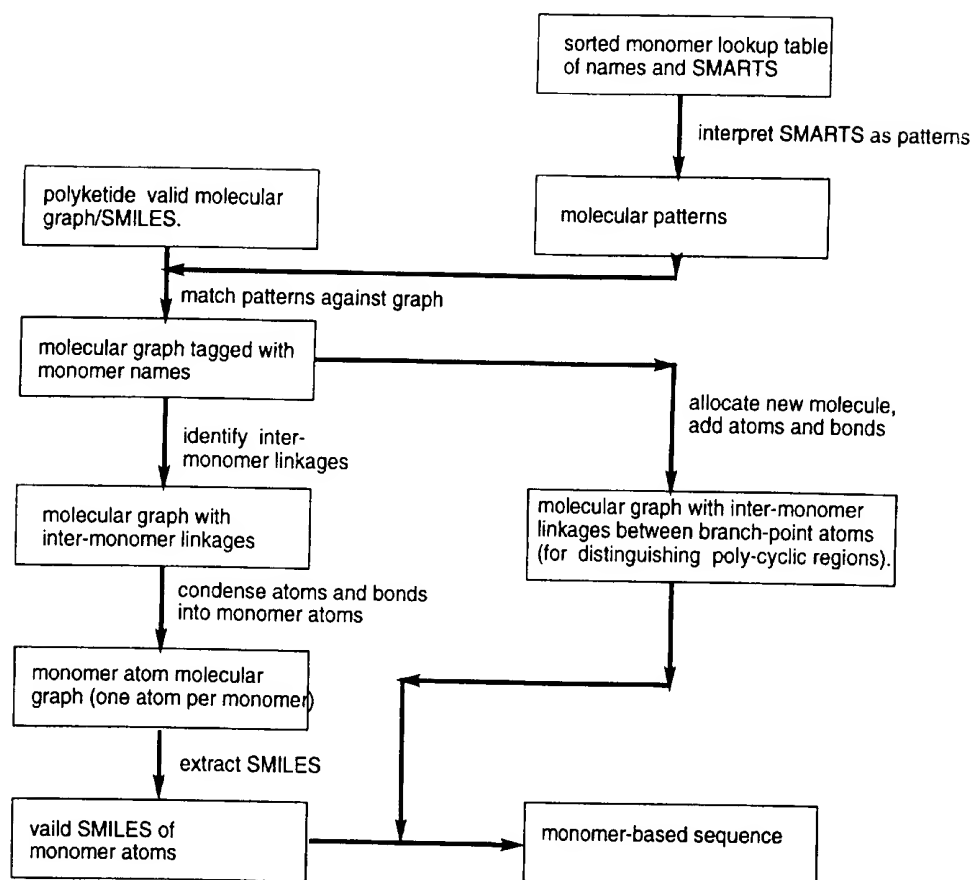 sorted monomer lookup table
of names and SMARTS
interpret SMARTS as patterns
polyketide valid molecular
graph/SMILES.
molecular patterns
match patterns against graph
molecular graph tagged with
monomer names
allocate new molecule,
add atoms and bonds
identify inter-
monomer linkages
molecular graph with
inter-monomer linkages
molecular graph with inter-monomer
linkages between branch-point atoms
(for distinguishing poly-cyclic regions).
condense atoms and bonds
into monomer atoms
monomer atom molecular
graph (one atom per monomer)
extract SMILES
vaild SMILES of
monomer atoms
monomer-based sequence